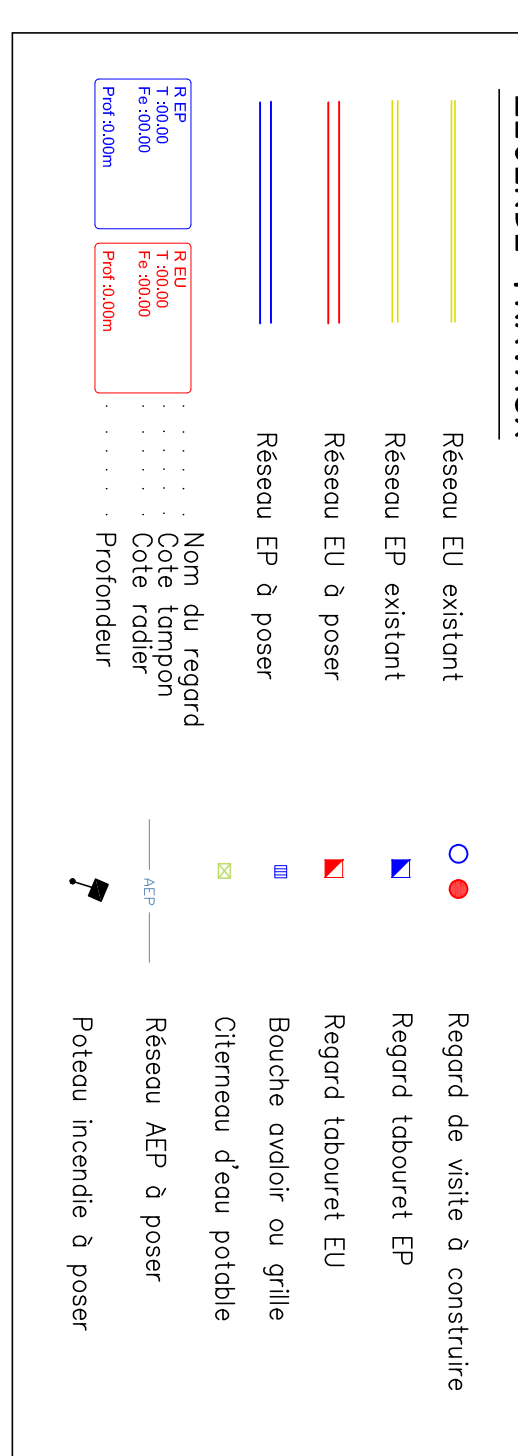 Réseau EU existant
Réseau EP existant
Réseau EU à poser
Réseau EP à poser
R EP
T :00.00
Fe :00.00
Prof :0.00m
R EU
T :00.00
Fe :00.00
Prof :0.00m
. . . . . Nom du regard
. . . . . Cote tampon
. . . . . Cote radier
. . . . . Profondeur
Regard de visite à construire
Regard tabouret EP
Regard tabouret EU
Bouche avaloir ou grille
Citerneau d'eau potable
AEP
Réseau AEP à poser
Poteau incendie à poser